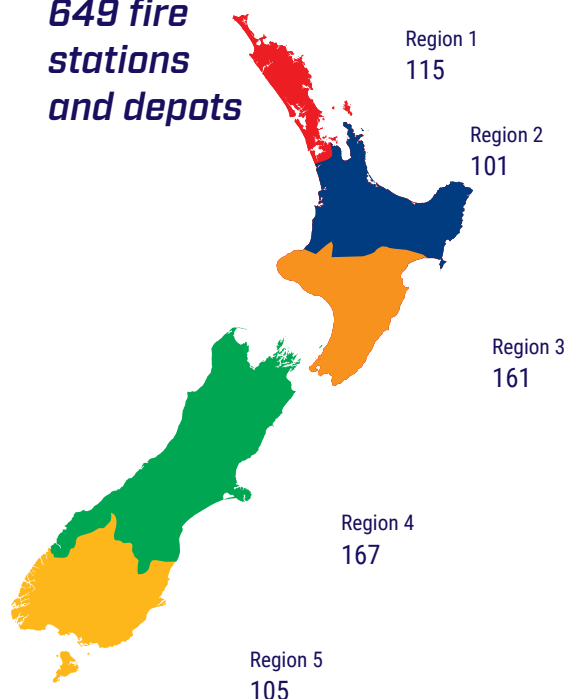 649 fire
stations
and depots
Region 1
115
Region 2
101
Region 3
161
Region 4
167
Region 5
105